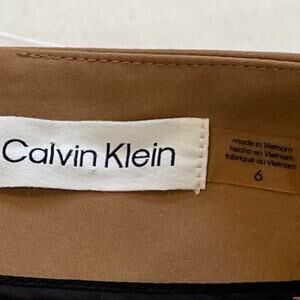 Calvin Klein
made in Vietnam
hecho en Vietnam
fabriqué au Vietnam
6